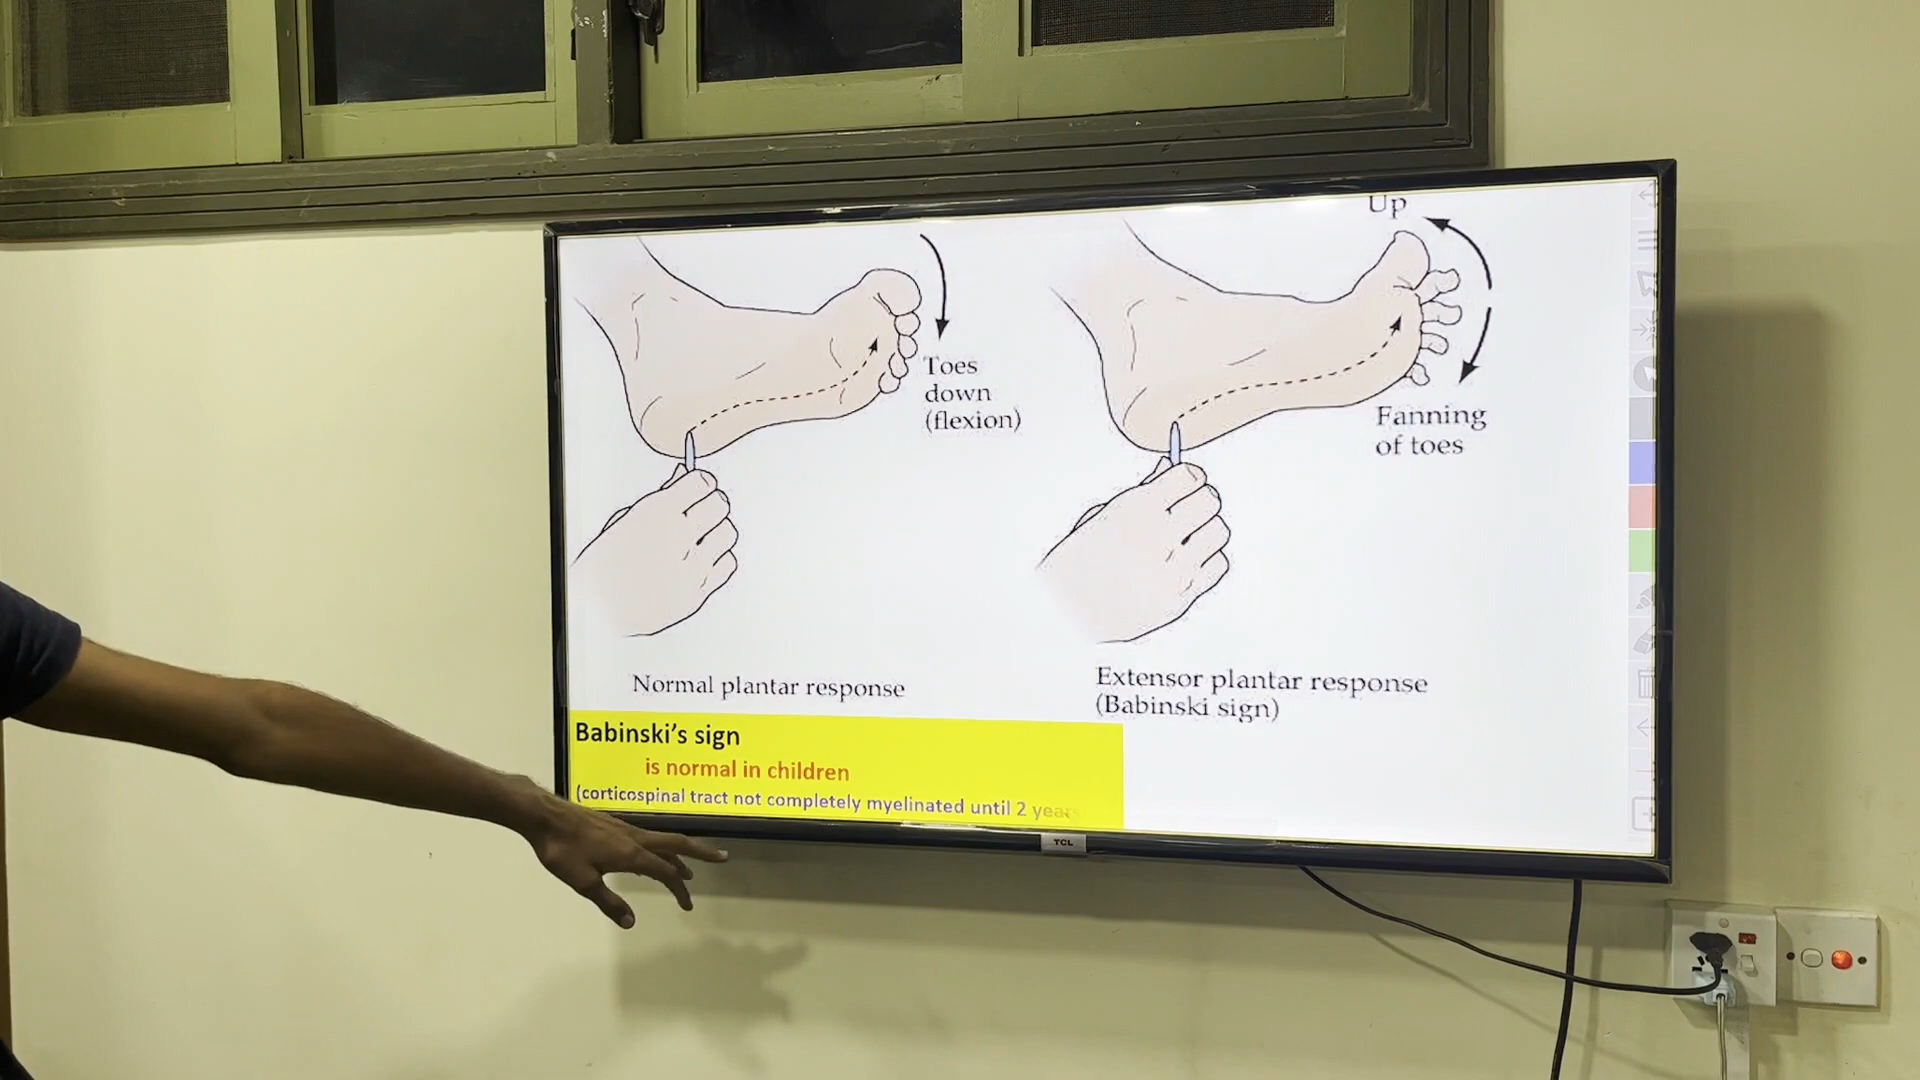 Up
Toes
down
(flexion)
Fanning
of toes
Normal plantar response
Extensor plantar response
(Babinski sign)
Babinski’s sign
is normal in children
(corticospinal tract not completely myelinated until 2 years
TCL